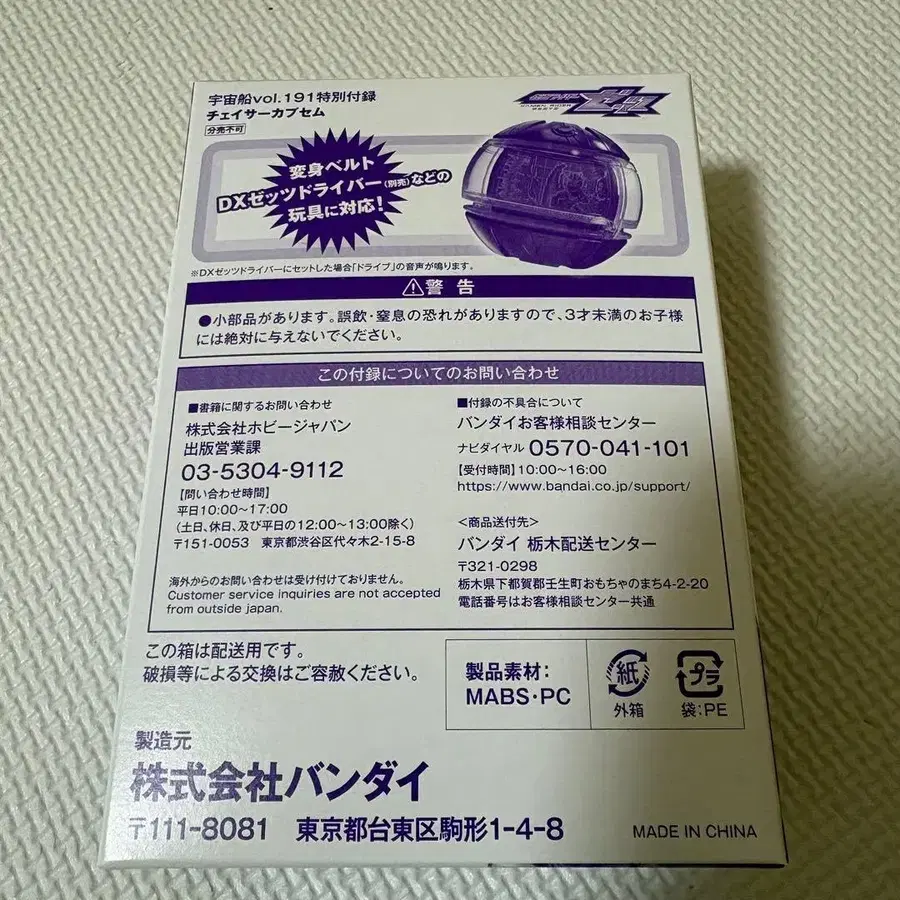 宇宙船vol.191特別付録
チェイサーカプセム
分売不可
KAMEN RIDER
変身ベルト
DXゼッツドライバー(別売)などの
玩具に対応!
※DXゼッツドライバーにセットした場合「ドライブ」の音声が鳴ります。
⚠警告
●小部品があります。誤飲・窒息の恐れがありますので、3才未満のお子様
には絶対に与えないでください。
この付録についてのお問い合わせ
■書籍に関するお問い合わせ
株式会社ホビージャパン
出版営業課
03-5304-9112
【問い合わせ時間】
平日10:00~17:00
(土日、休日、及び平日の12:00~13:00除く)
〒151-0053 東京都渋谷区代々木2-15-8
海外からのお問い合わせは受け付けておりません。
Customer service inquiries are not accepted
from outside japan.
■付録の不具合について
バンダイお客様相談センター
ナビダイヤル 0570-041-101
【受付時間】10:00~16:00
https://www.bandai.co.jp/support/
<商品送付先>
バンダイ 栃木配送センター
〒321-0298
栃木県下都賀郡壬生町おもちゃのまち4-2-20
電話番号はお客様相談センター共通
この箱は配送用です。
破損等による交換はご容赦ください。
製品素材:
MABS・PC
紙
外箱
プラ
袋:PE
製造元
株式会社バンダイ
〒111-8081 東京都台東区駒形1-4-8
MADE IN CHINA